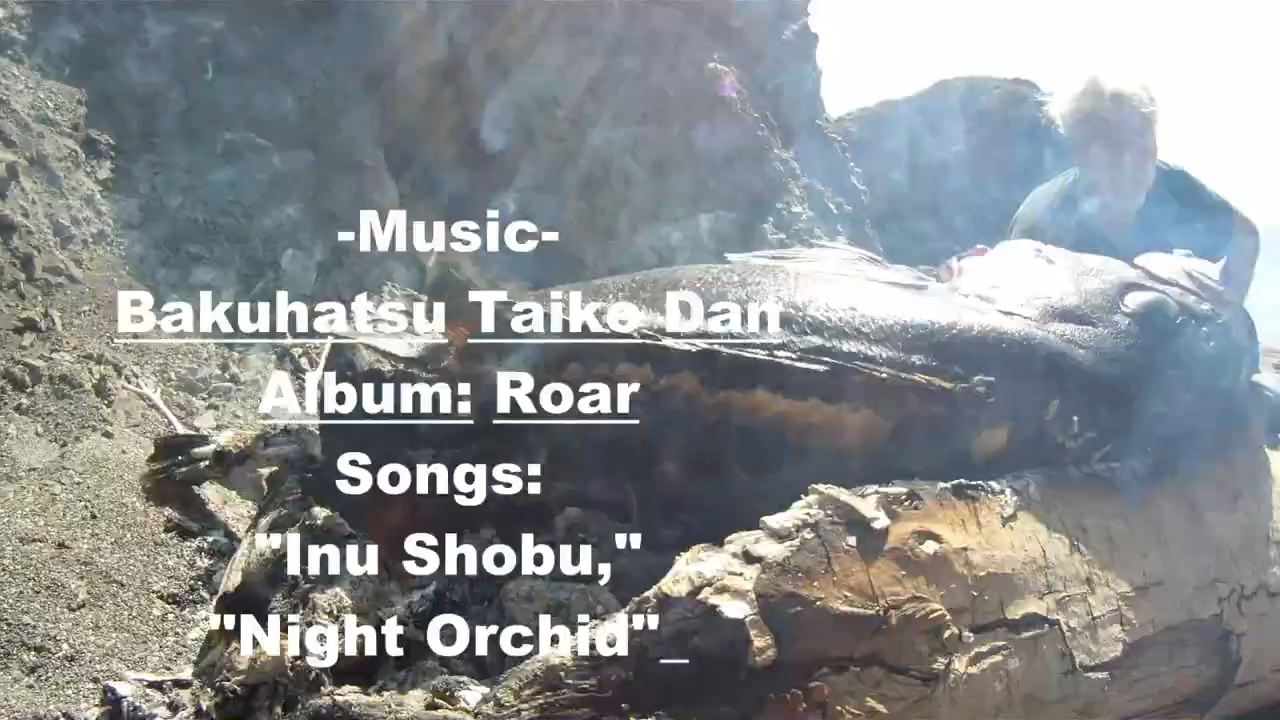 -Music-
Bakuhatsu Taiko Dan
Album: Roar
Songs:
"Inu Shobu,"
"Night Orchid"_